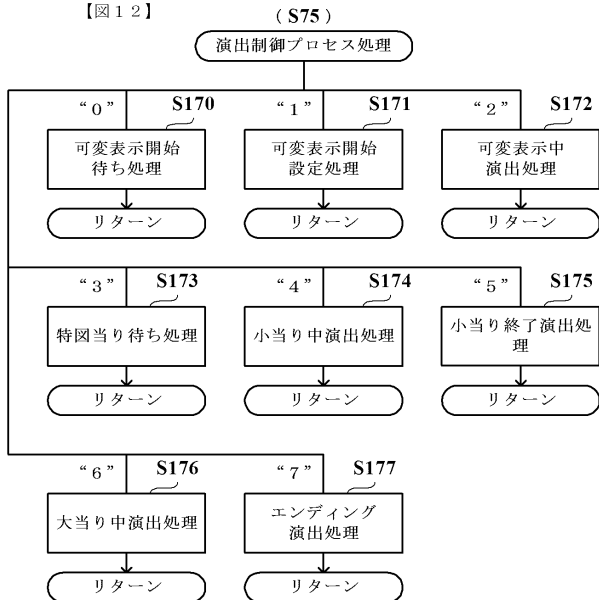 【図12】
(S75)
演出制御プロセス処理
“0” S170 “1” S171 “2” S172
可変表示開始
待ち処理
可変表示開始
設定処理
可変表示中
演出処理
リターン リターン リターン
“3” S173 “4” S174 “5” S175
特図当り待ち処理 小当り中演出処理
小当り終了演出処
理
リターン リターン リターン
“6” S176 “7” S177
大当り中演出処理
エンディング
演出処理
リターン リターン